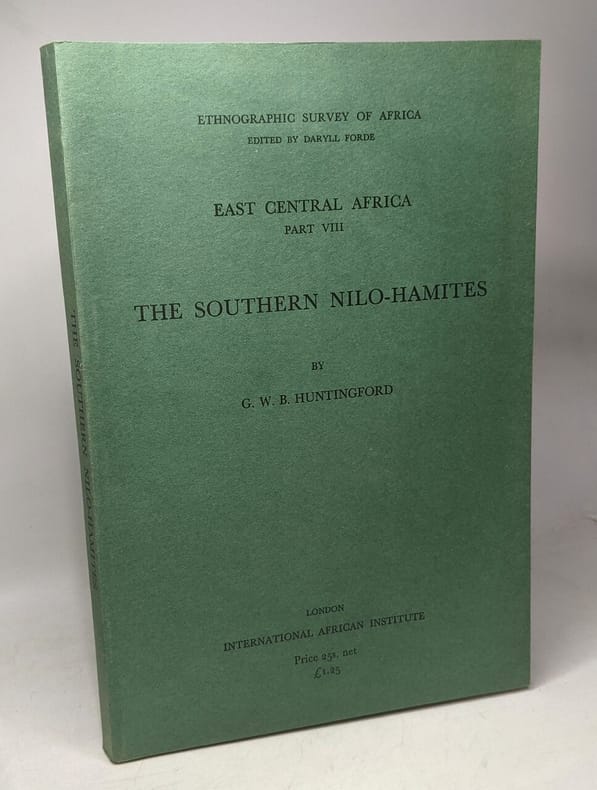 ETHNOGRAPHIC SURVEY OF AFRICA
EDITED BY DARYLL FORDE
EAST CENTRAL AFRICA
PART VIII
THE SOUTHERN NILO-HAMITES
BY
G. W. B. HUNTINGFORD
LONDON
INTERNATIONAL AFRICAN INSTITUTE
Price 25s. net
£1.25
THE SOUTHERN NILO-HAMITES